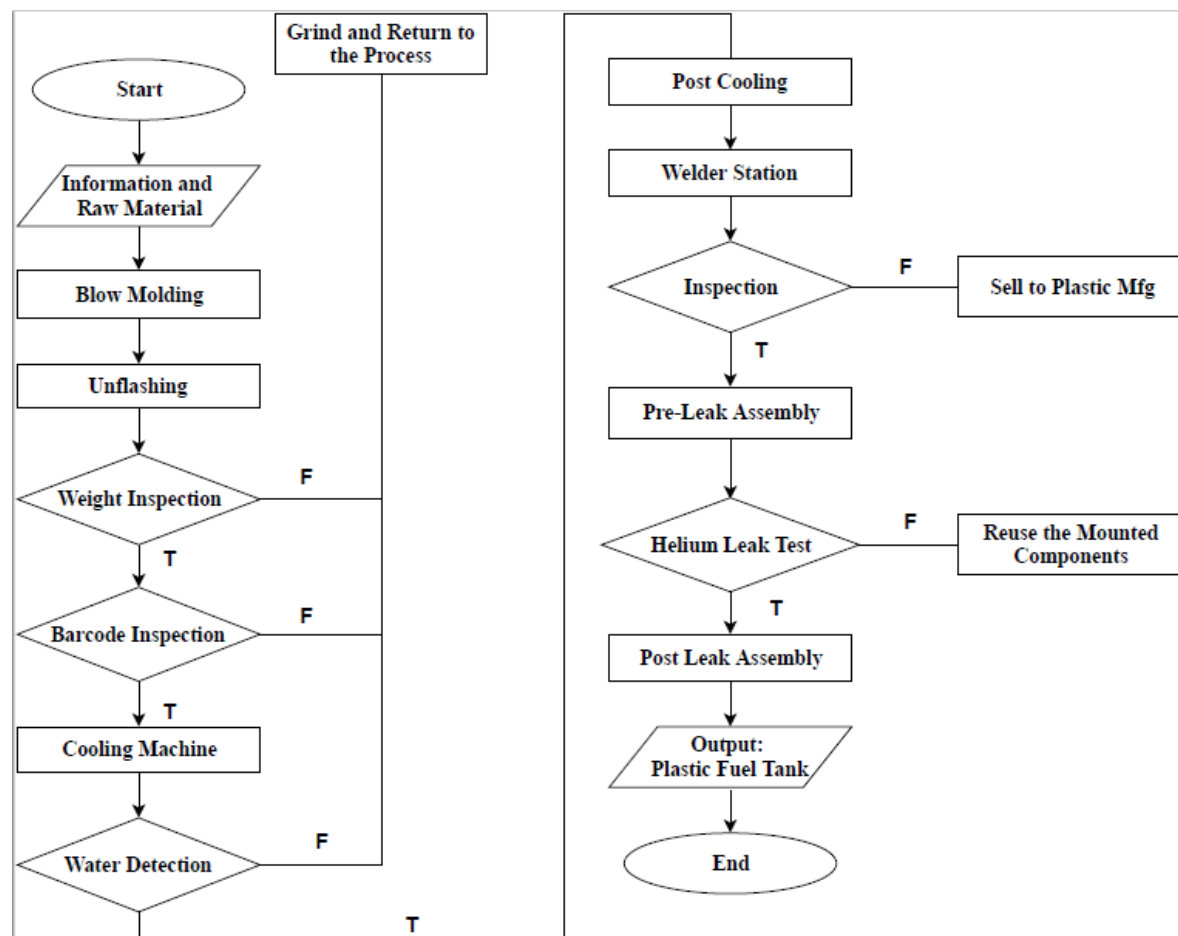 Start
Information and
Raw Material
Blow Molding
Unflashing
Weight Inspection
F
T
Barcode Inspection
F
T
Cooling Machine
Water Detection
F
T
Grind and Return to
the Process
Post Cooling
Welder Station
Inspection
F
Sell to Plastic Mfg
T
Pre-Leak Assembly
Helium Leak Test
F
Reuse the Mounted
Components
T
Post Leak Assembly
Output:
Plastic Fuel Tank
End